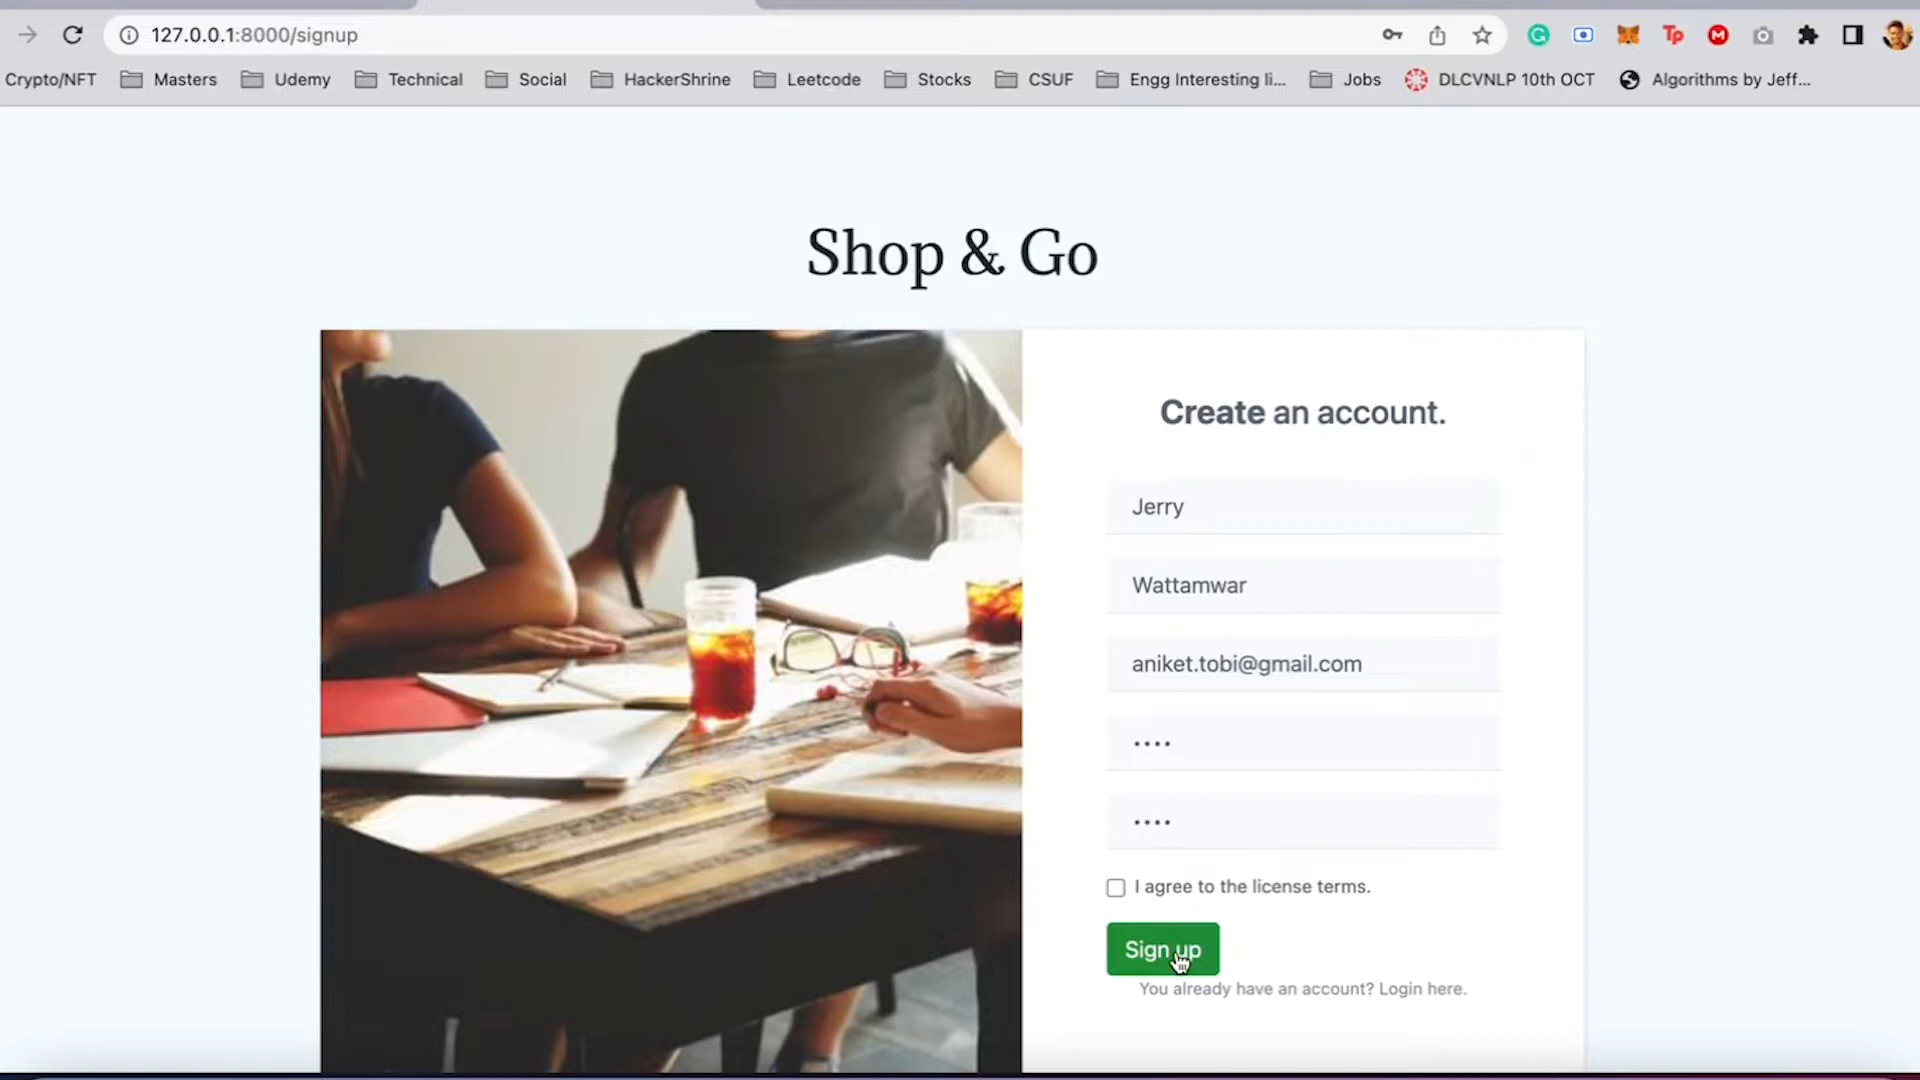 127.0.0.1:8000/signup
Crypto/NFT Masters Udemy Technical Social HackerShrine Leetcode Stocks CSUF Engg Interesting li... Jobs DLCVNLP 10th OCT Algorithms by Jeff...
Shop & Go
Create an account.
Jerry
Wattamwar
aniket.tobi@gmail.com
••••
••••
I agree to the license terms.
Sign up
You already have an account? Login here.